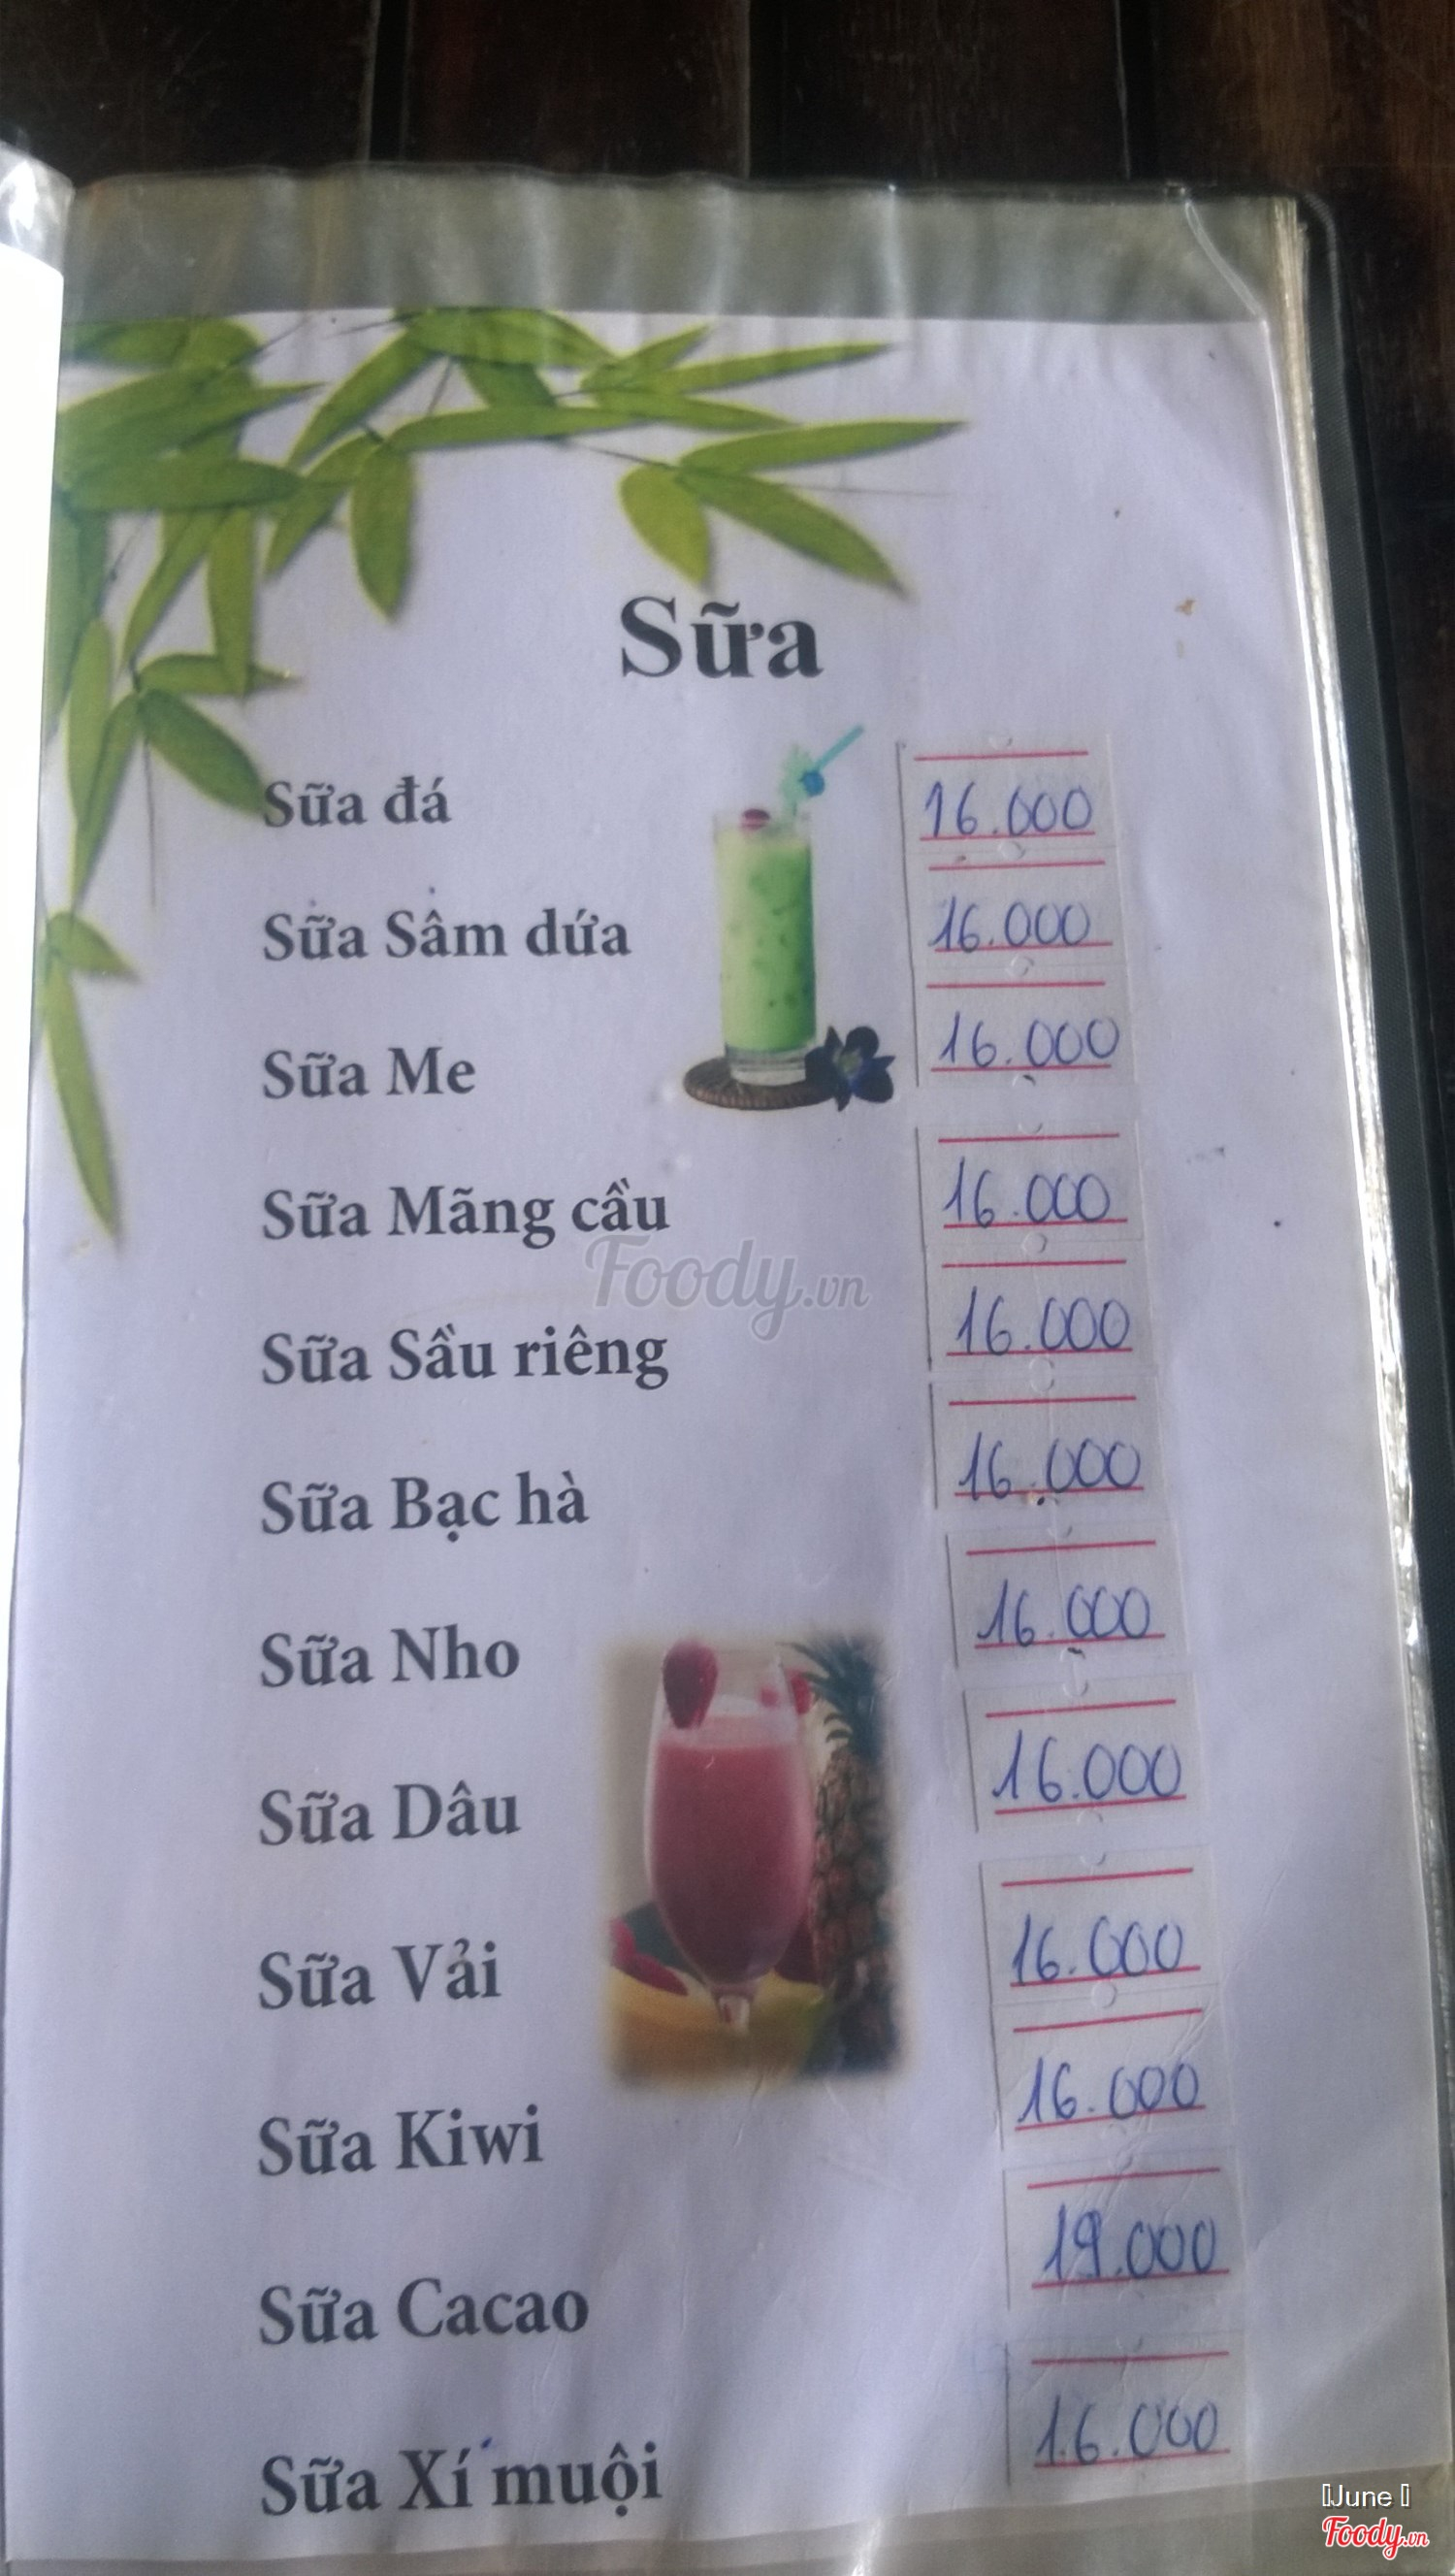 Sữa
Sữa đá 16.000
Sữa Sâm dứa 16.000
Sữa Me 16.000
Sữa Mãng cầu 16.000
Foody.vn
Sữa Sầu riêng 16.000
Sữa Bạc hà 16.000
Sữa Nho 16.000
Sữa Dâu 16.000
Sữa Vải 16.000
Sữa Kiwi 16.000
Sữa Cacao 19.000
Sữa Xí muội 16.000
June
Foody.vn